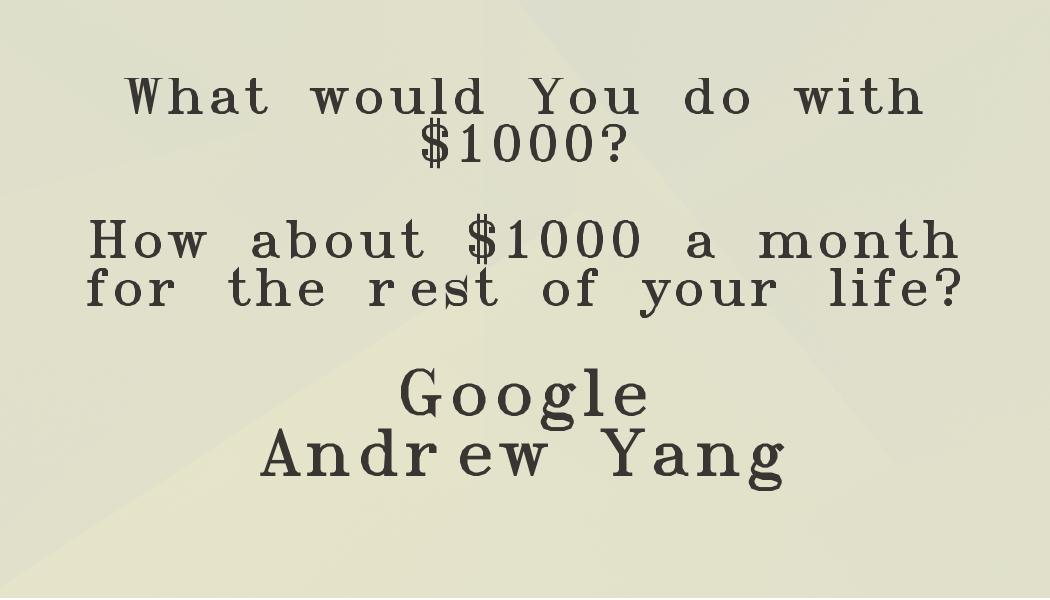 What would You do with
$1000?
How about $1000 a month
for the rest of your life?
Google
Andrew Yang